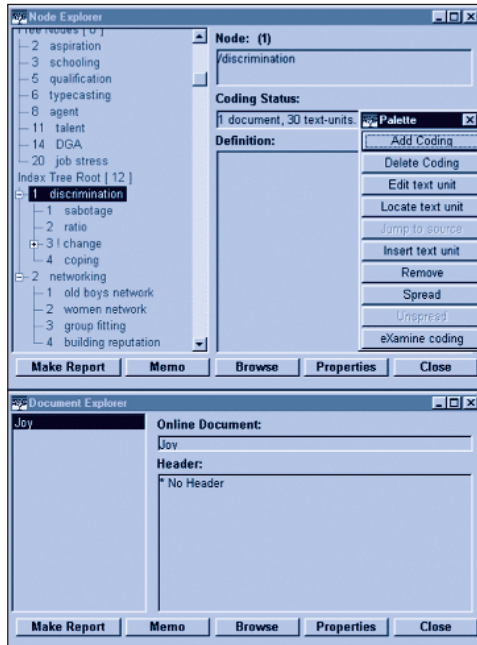 Node Explorer
Free Nodes [ 8 ]
2 aspiration
3 schooling
5 qualification
6 typecasting
8 agent
11 talent
14 DGA
20 job stress
Index Tree Root [ 12 ]
1 discrimination
1 sabotage
2 ratio
3 ! change
4 coping
2 networking
1 old boys network
2 women network
3 group fitting
4 building reputation
Node: (1)
/discrimination
Coding Status:
1 document, 30 text-units.
Definition:
Palette
Add Coding
Delete Coding
Edit text unit
Locate text unit
Jump to source
Insert text unit
Remove
Spread
Unspread
eXamine coding
Make Report
Memo
Browse
Properties
Close
Document Explorer
Joy
Online Document:
Joy
Header:
* No Header
Make Report
Memo
Browse
Properties
Close